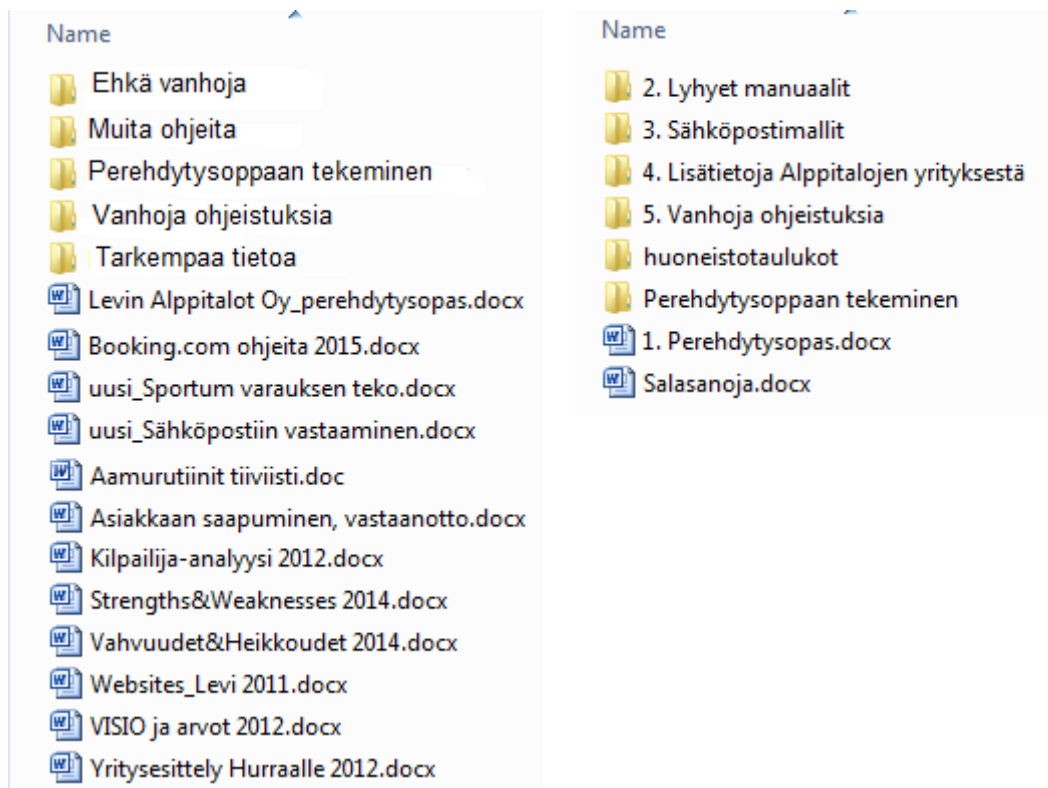 Name
Ehkä vanhoja
Muita ohjeita
Perehdytysoppaan tekeminen
Vanhoja ohjeistuksia
Tarkempaa tietoa
Levin Alppitalot Oy_perehdytysopas.docx
Booking.com ohjeita 2015.docx
uusi_Sportum varauksen teko.docx
uusi_Sähköpostiin vastaaminen.docx
Aamurutiinit tiiviisti.doc
Asiakkaan saapuminen, vastaanotto.docx
Kilpailija-analyysi 2012.docx
Strengths&Weaknesses 2014.docx
Vahvuudet&Heikkoudet 2014.docx
Websites_Levi 2011.docx
VISIO ja arvot 2012.docx
Yritysesittely Hurraalle 2012.docx
Name
2. Lyhyet manuaalit
3. Sähköpostimallit
4. Lisätietoja Alppitalojen yrityksestä
5. Vanhoja ohjeistuksia
huoneistotaulukot
Perehdytysoppaan tekeminen
1. Perehdytysopas.docx
Salasanoja.docx